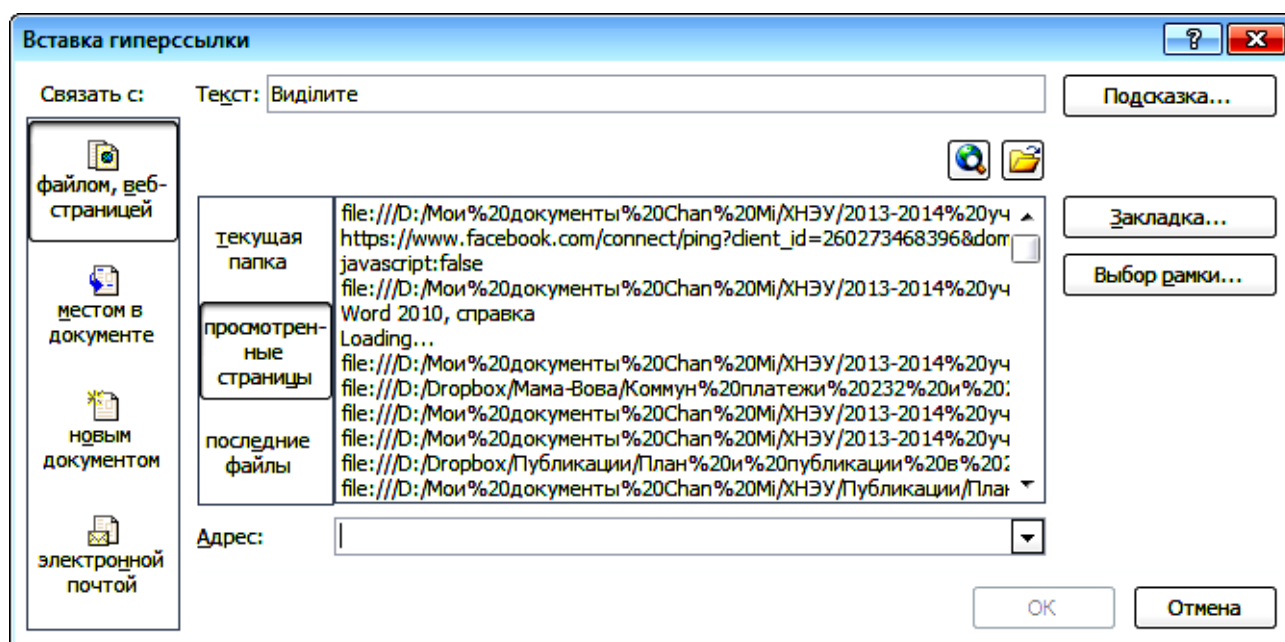 Вставка гиперссылки
Связать с:
Текст: Виділите
Подсказка...
файлом, веб-
страницей
местом в
документе
новым
документом
электронной
почтой
текущая
папка
просмотрен-
ные
страницы
последние
файлы
file:///D:/Мои%20документы%20Chan%20Mi/ХНЭУ/2013-2014%20уч
https://www.facebook.com/connect/ping?client_id=260273468396&dom
javascript:false
file:///D:/Мои%20документы%20Chan%20Mi/ХНЭУ/2013-2014%20уч
Word 2010, справка
Loading...
file:///D:/Мои%20документы%20Chan%20Mi/ХНЭУ/2013-2014%20уч
file:///D:/Dropbox/Мама-Вова/Коммун%20платежи%20232%20и%20
file:///D:/Мои%20документы%20Chan%20Mi/ХНЭУ/2013-2014%20уч
file:///D:/Мои%20документы%20Chan%20Mi/ХНЭУ/2013-2014%20уч
file:///D:/Dropbox/Публикации/План%20и%20публикации%20в%20
file:///D:/Мои%20документы%20Chan%20Mi/ХНЭУ/Публикации/План
Закладка...
Выбор рамки...
Адрес:
ОК
Отмена